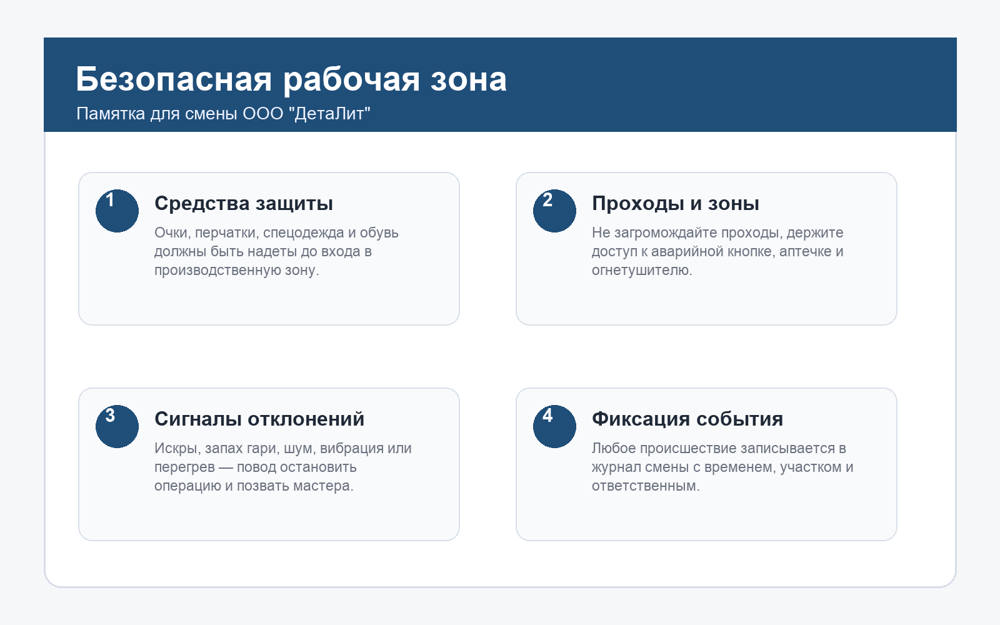 Безопасная рабочая зона
Памятка для смены ООО "ДетаЛит"
1
Средства защиты
Очки, перчатки, спецодежда и обувь
должны быть надеты до входа в
производственную зону.
2
Проходы и зоны
Не загромождайте проходы, держите
доступ к аварийной кнопке, аптечке и
огнетушителю.
3
Сигналы отклонений
Искры, запах гари, шум, вибрация или
перегрев — повод остановить
операцию и позвать мастера.
4
Фиксация события
Любое происшествие записывается в
журнал смены с временем, участком и
ответственным.